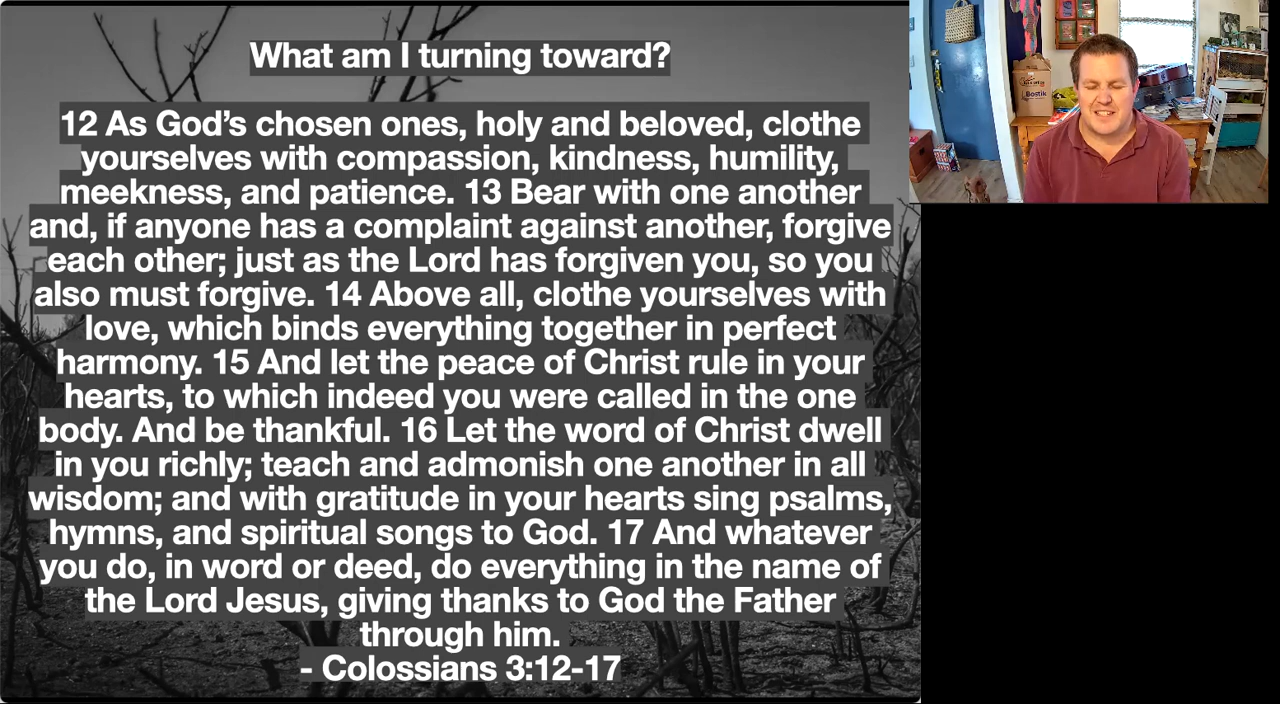 What am I turning toward?
12 As God’s chosen ones, holy and beloved, clothe
yourselves with compassion, kindness, humility,
meekness, and patience. 13 Bear with one another
and, if anyone has a complaint against another, forgive
each other; just as the Lord has forgiven you, so you
also must forgive. 14 Above all, clothe yourselves with
love, which binds everything together in perfect
harmony. 15 And let the peace of Christ rule in your
hearts, to which indeed you were called in the one
body. And be thankful. 16 Let the word of Christ dwell
in you richly; teach and admonish one another in all
wisdom; and with gratitude in your hearts sing psalms,
hymns, and spiritual songs to God. 17 And whatever
you do, in word or deed, do everything in the name of
the Lord Jesus, giving thanks to God the Father
through him.
- Colossians 3:12-17
Bostik